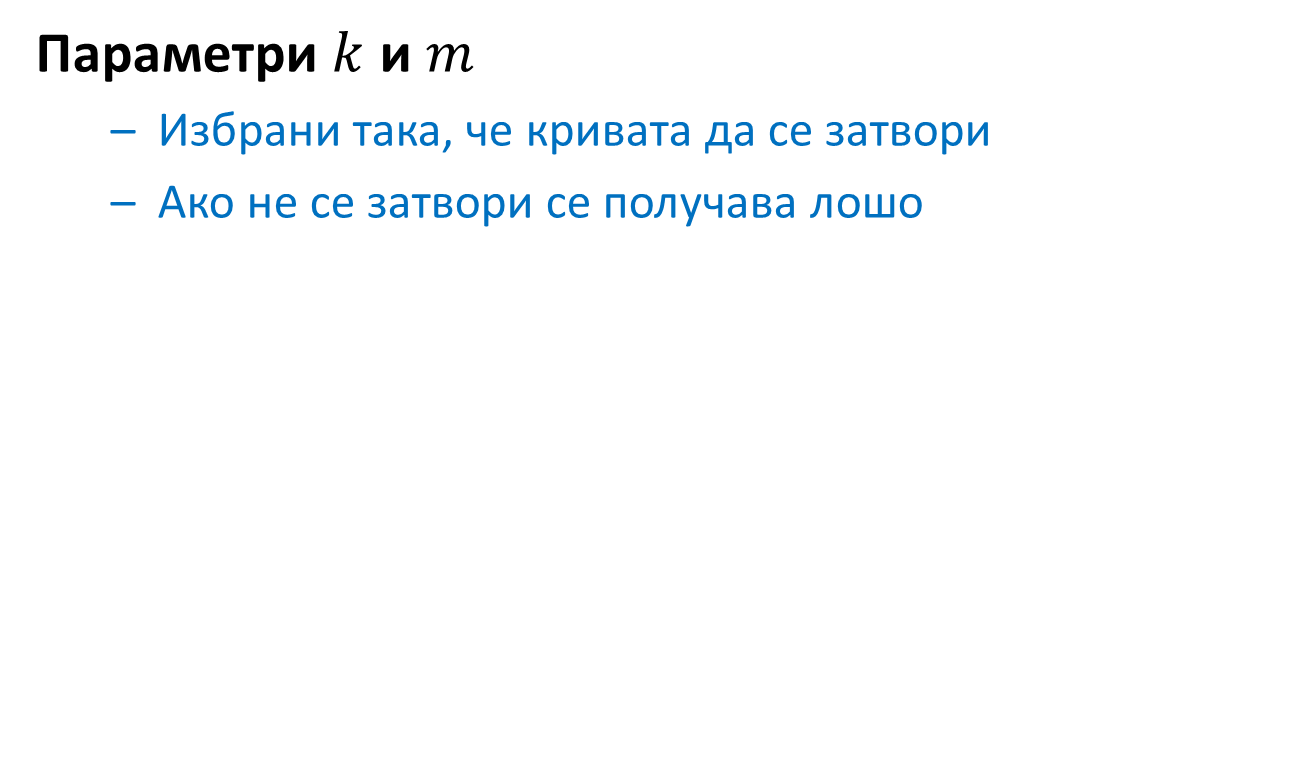 Параметри k и m
– Избрани така, че кривата да се затвори
– Ако не се затвори се получава лошо